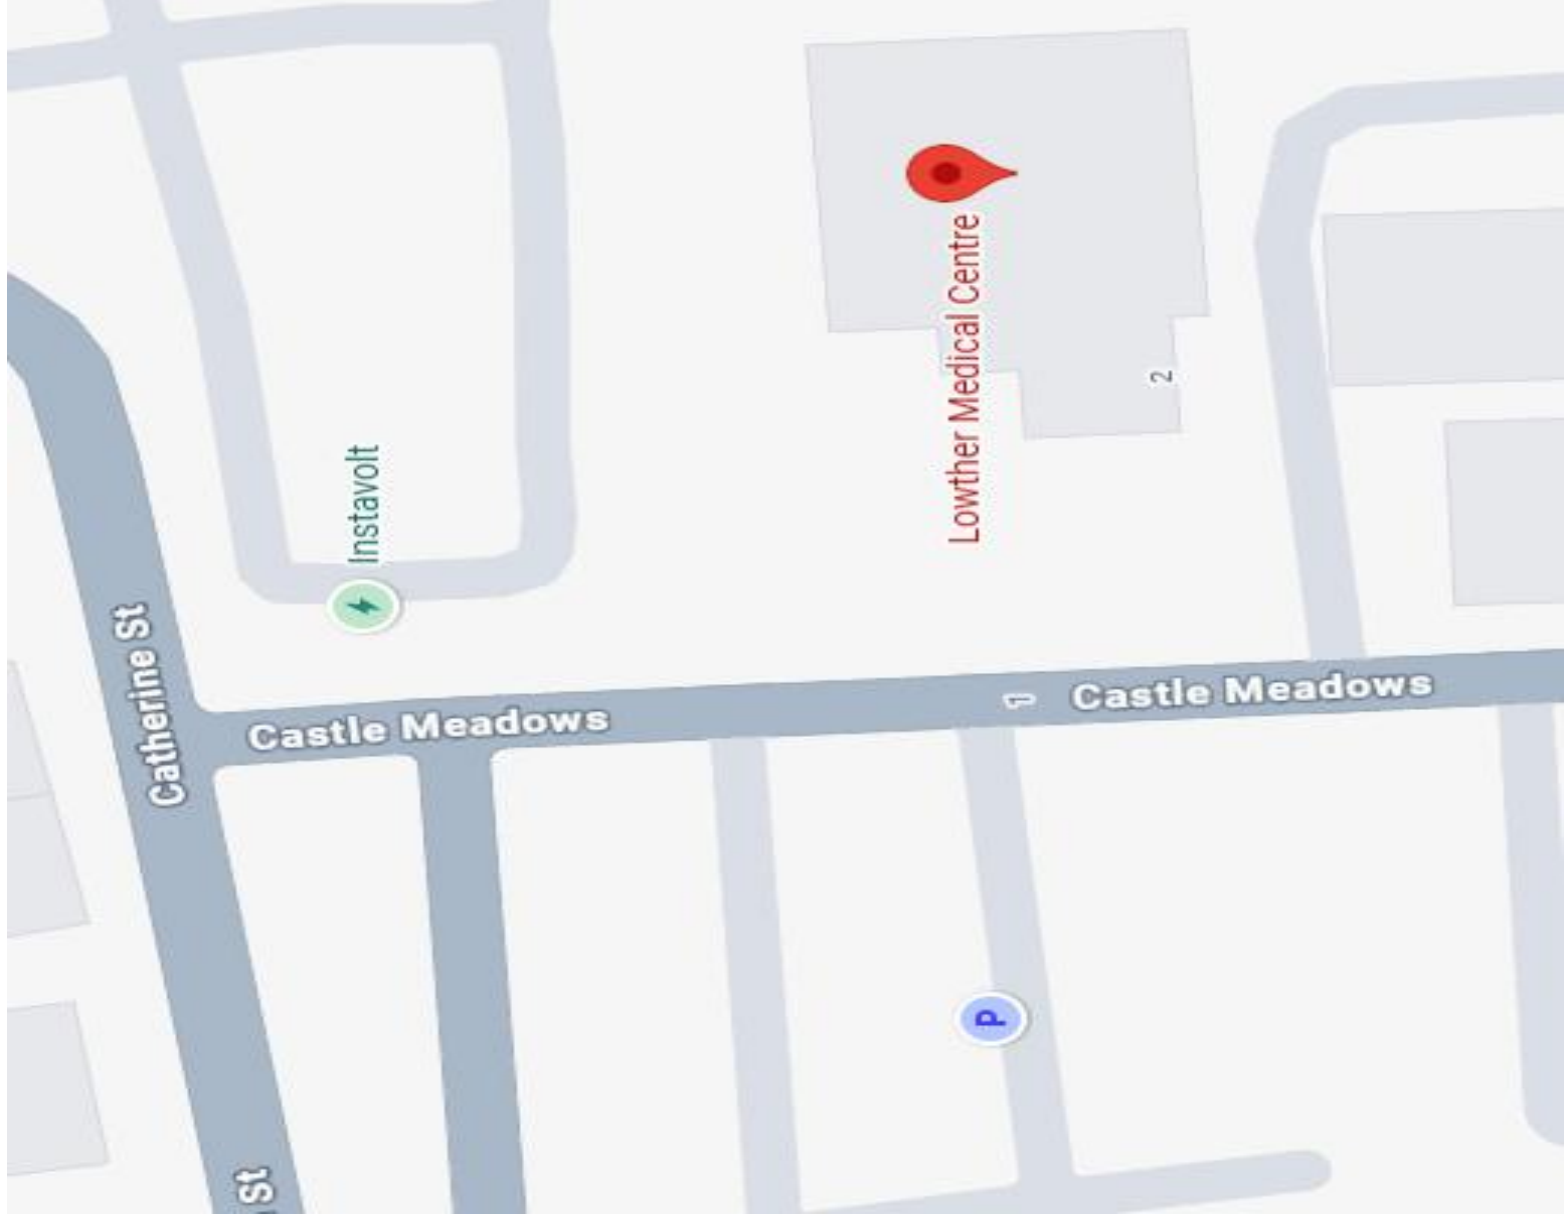 Lowther Medical Centre
2
Instavolt
Catherine St
Castle Meadows
1
Castle Meadows
P
St